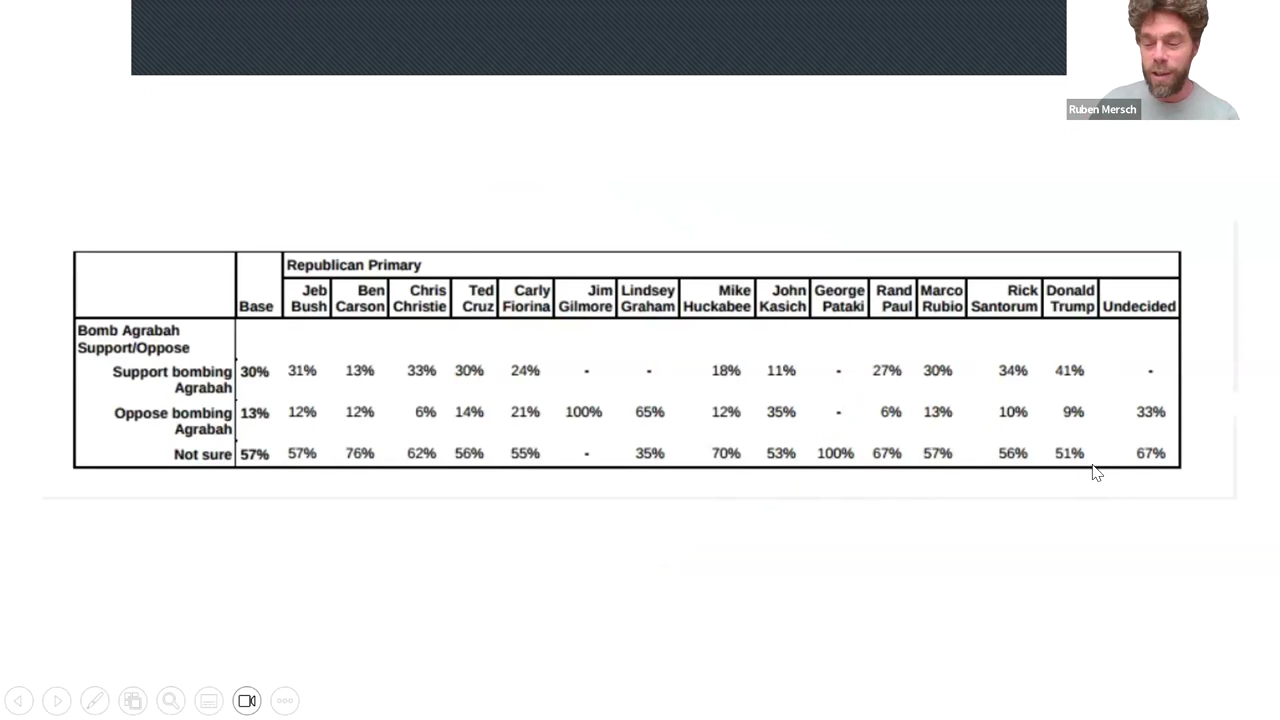 Ruben Mersch
Republican Primary
Base Jeb Bush Ben Carson Chris Christie Ted Cruz Carly Fiorina Jim Gilmore Lindsey Graham Mike Huckabee John Kasich George Pataki Rand Paul Marco Rubio Rick Santorum Donald Trump Undecided
Bomb Agrabah
Support/Oppose
Support bombing Agrabah 30% 31% 13% 33% 30% 24% - - 18% 11% - 27% 30% 34% 41% -
Oppose bombing Agrabah 13% 12% 12% 6% 14% 21% 100% 65% 12% 35% - 6% 13% 10% 9% 33%
Not sure 57% 57% 76% 62% 56% 55% - 35% 70% 53% 100% 67% 57% 56% 51% 67%